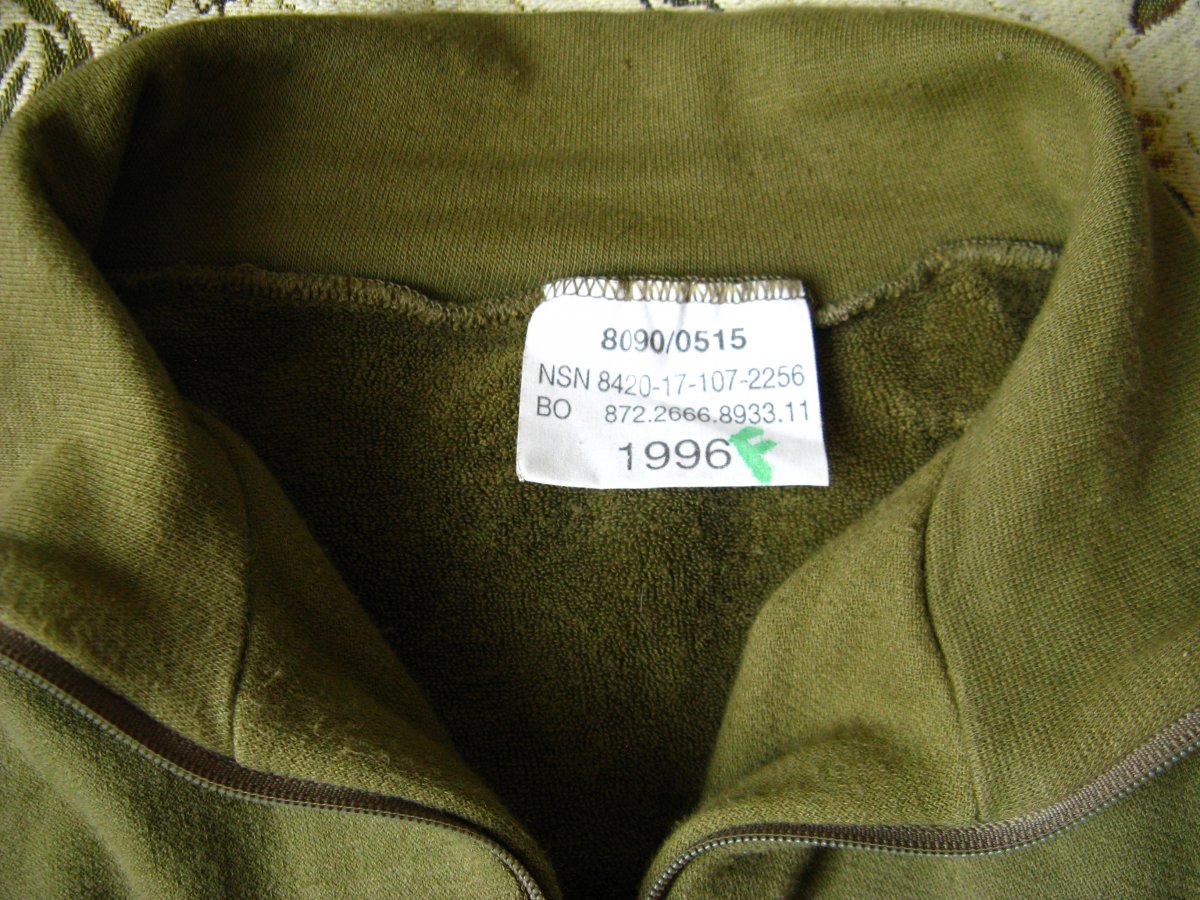 8090/0515
NSN 8420-17-107-2256
BO 872.2666.8933.11
1996 F